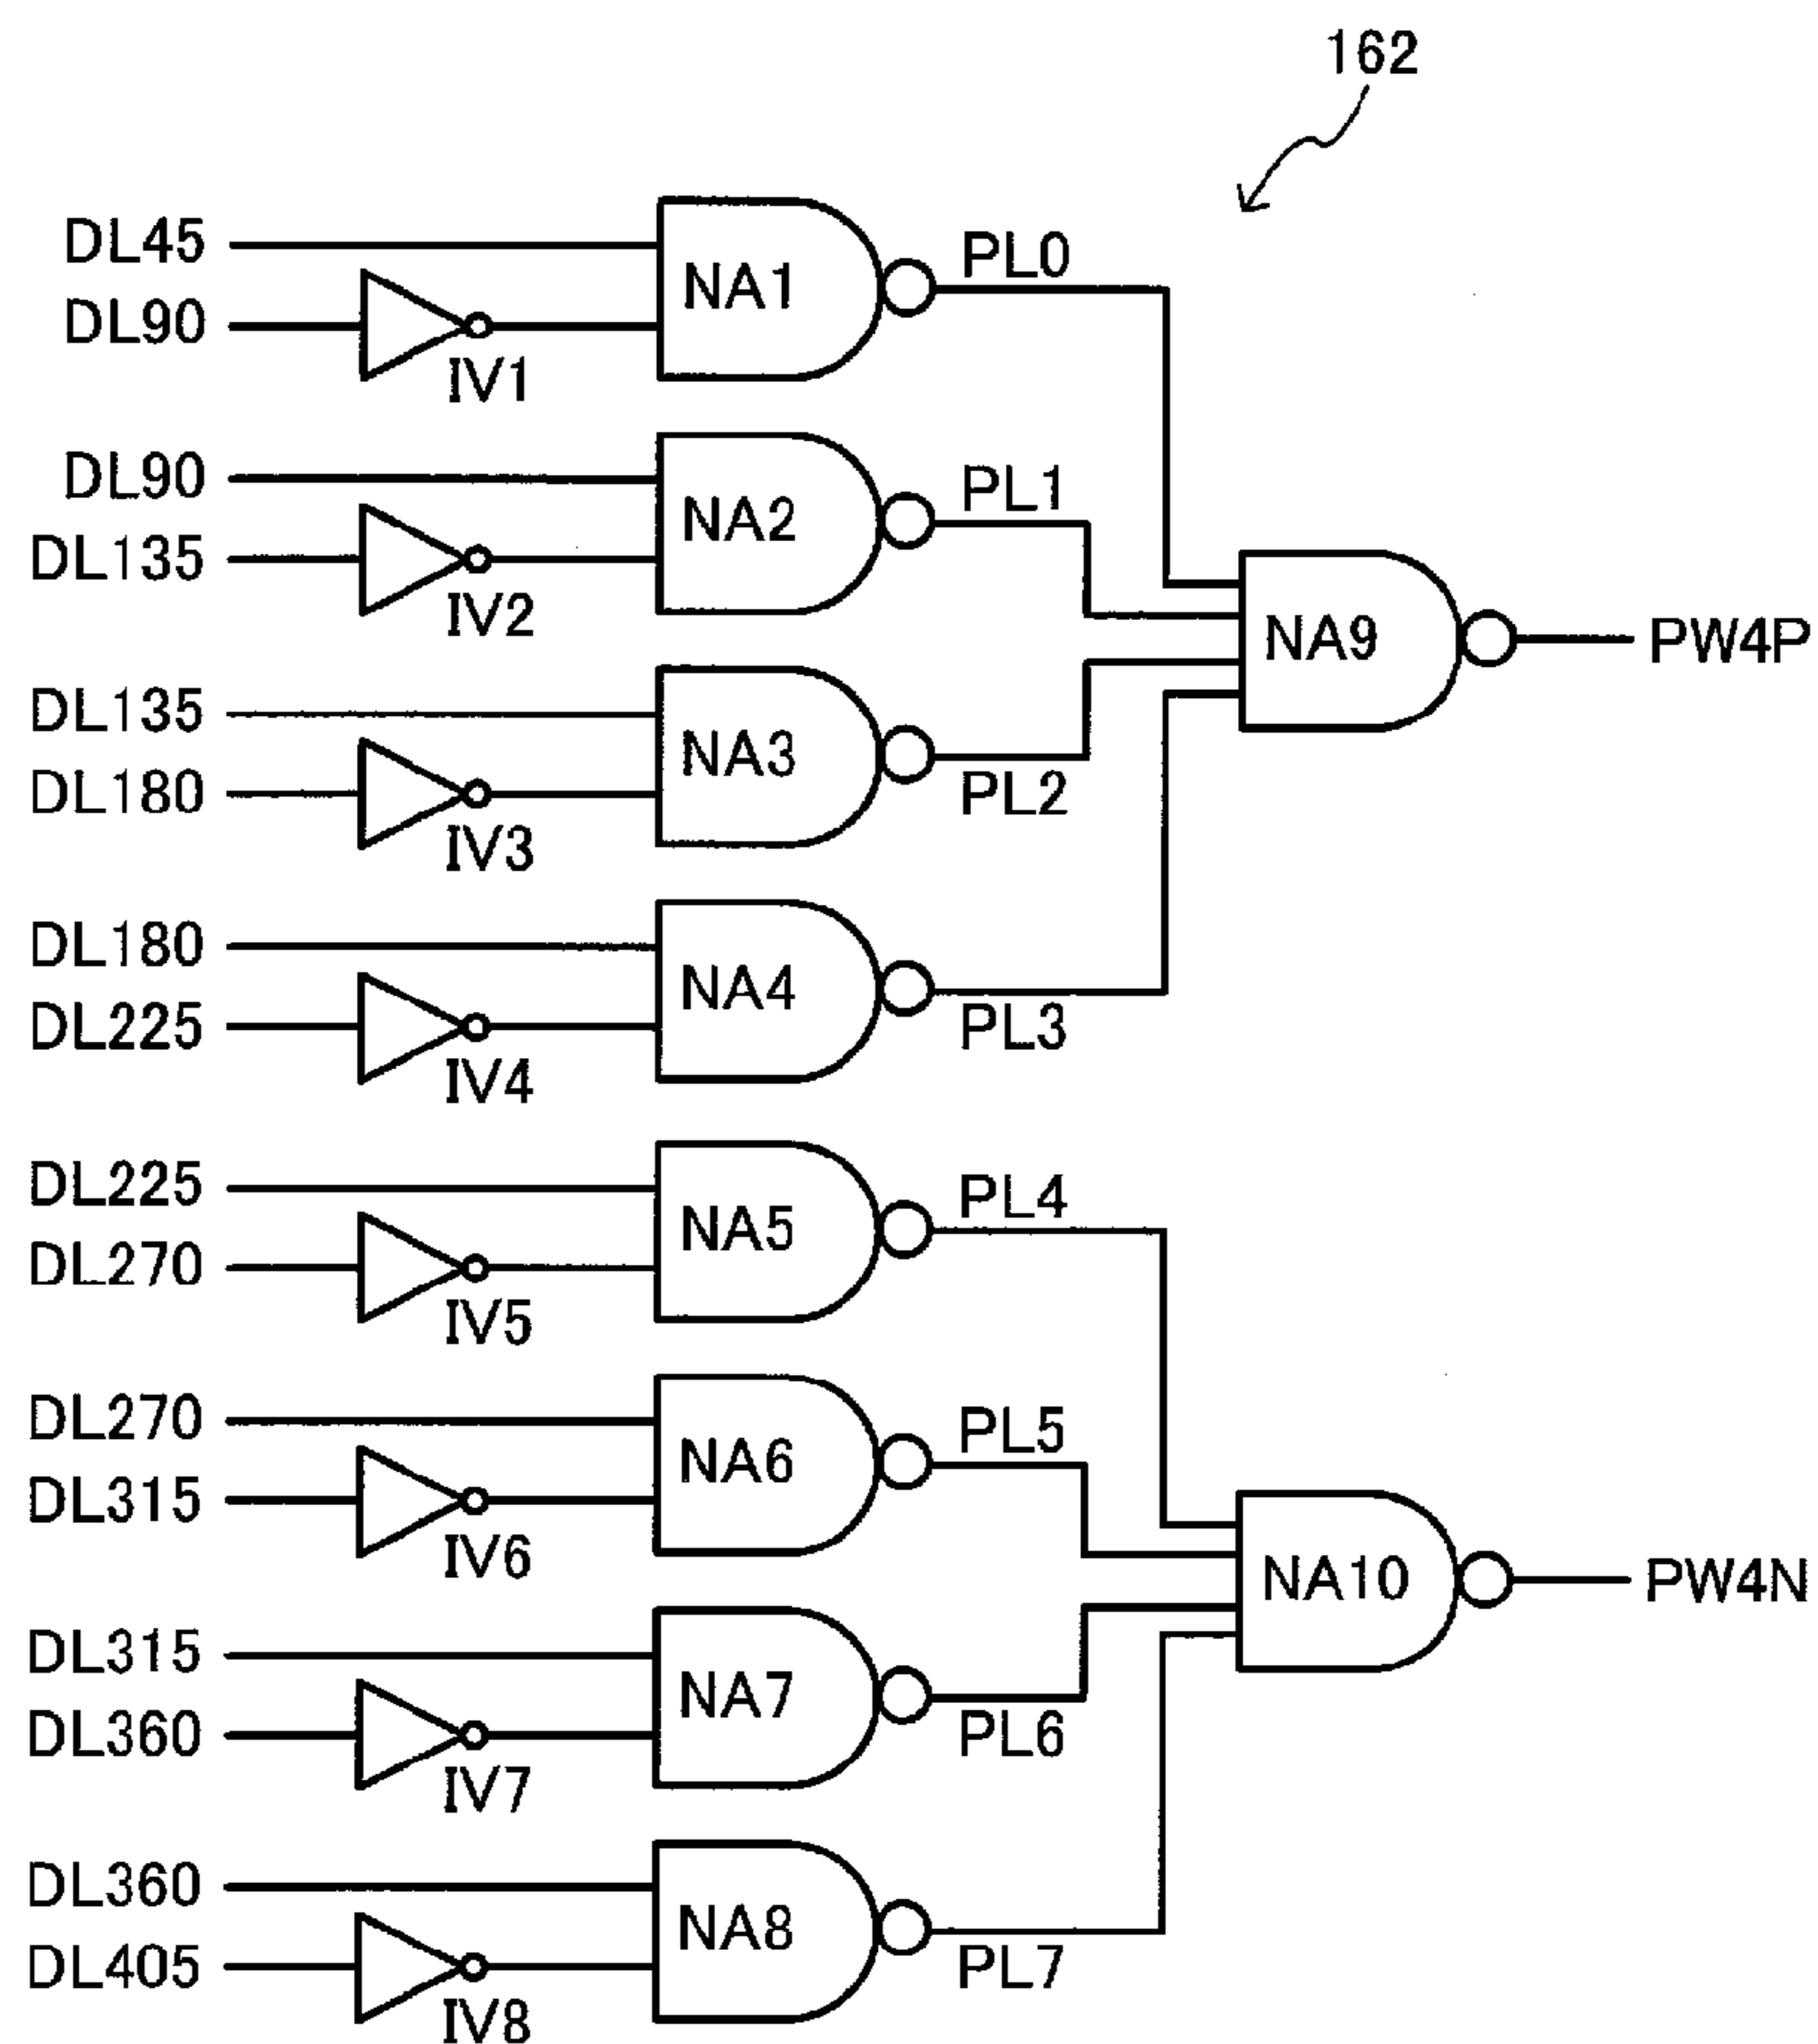 162
DL45
DL90
IV1
NA1
PL0
DL90
DL135
IV2
NA2
PL1
DL135
DL180
IV3
NA3
PL2
DL180
DL225
IV4
NA4
PL3
NA9
PW4P
DL225
DL270
IV5
NA5
PL4
DL270
DL315
IV6
NA6
PL5
DL315
DL360
IV7
NA7
PL6
DL360
DL405
IV8
NA8
PL7
NA10
PW4N